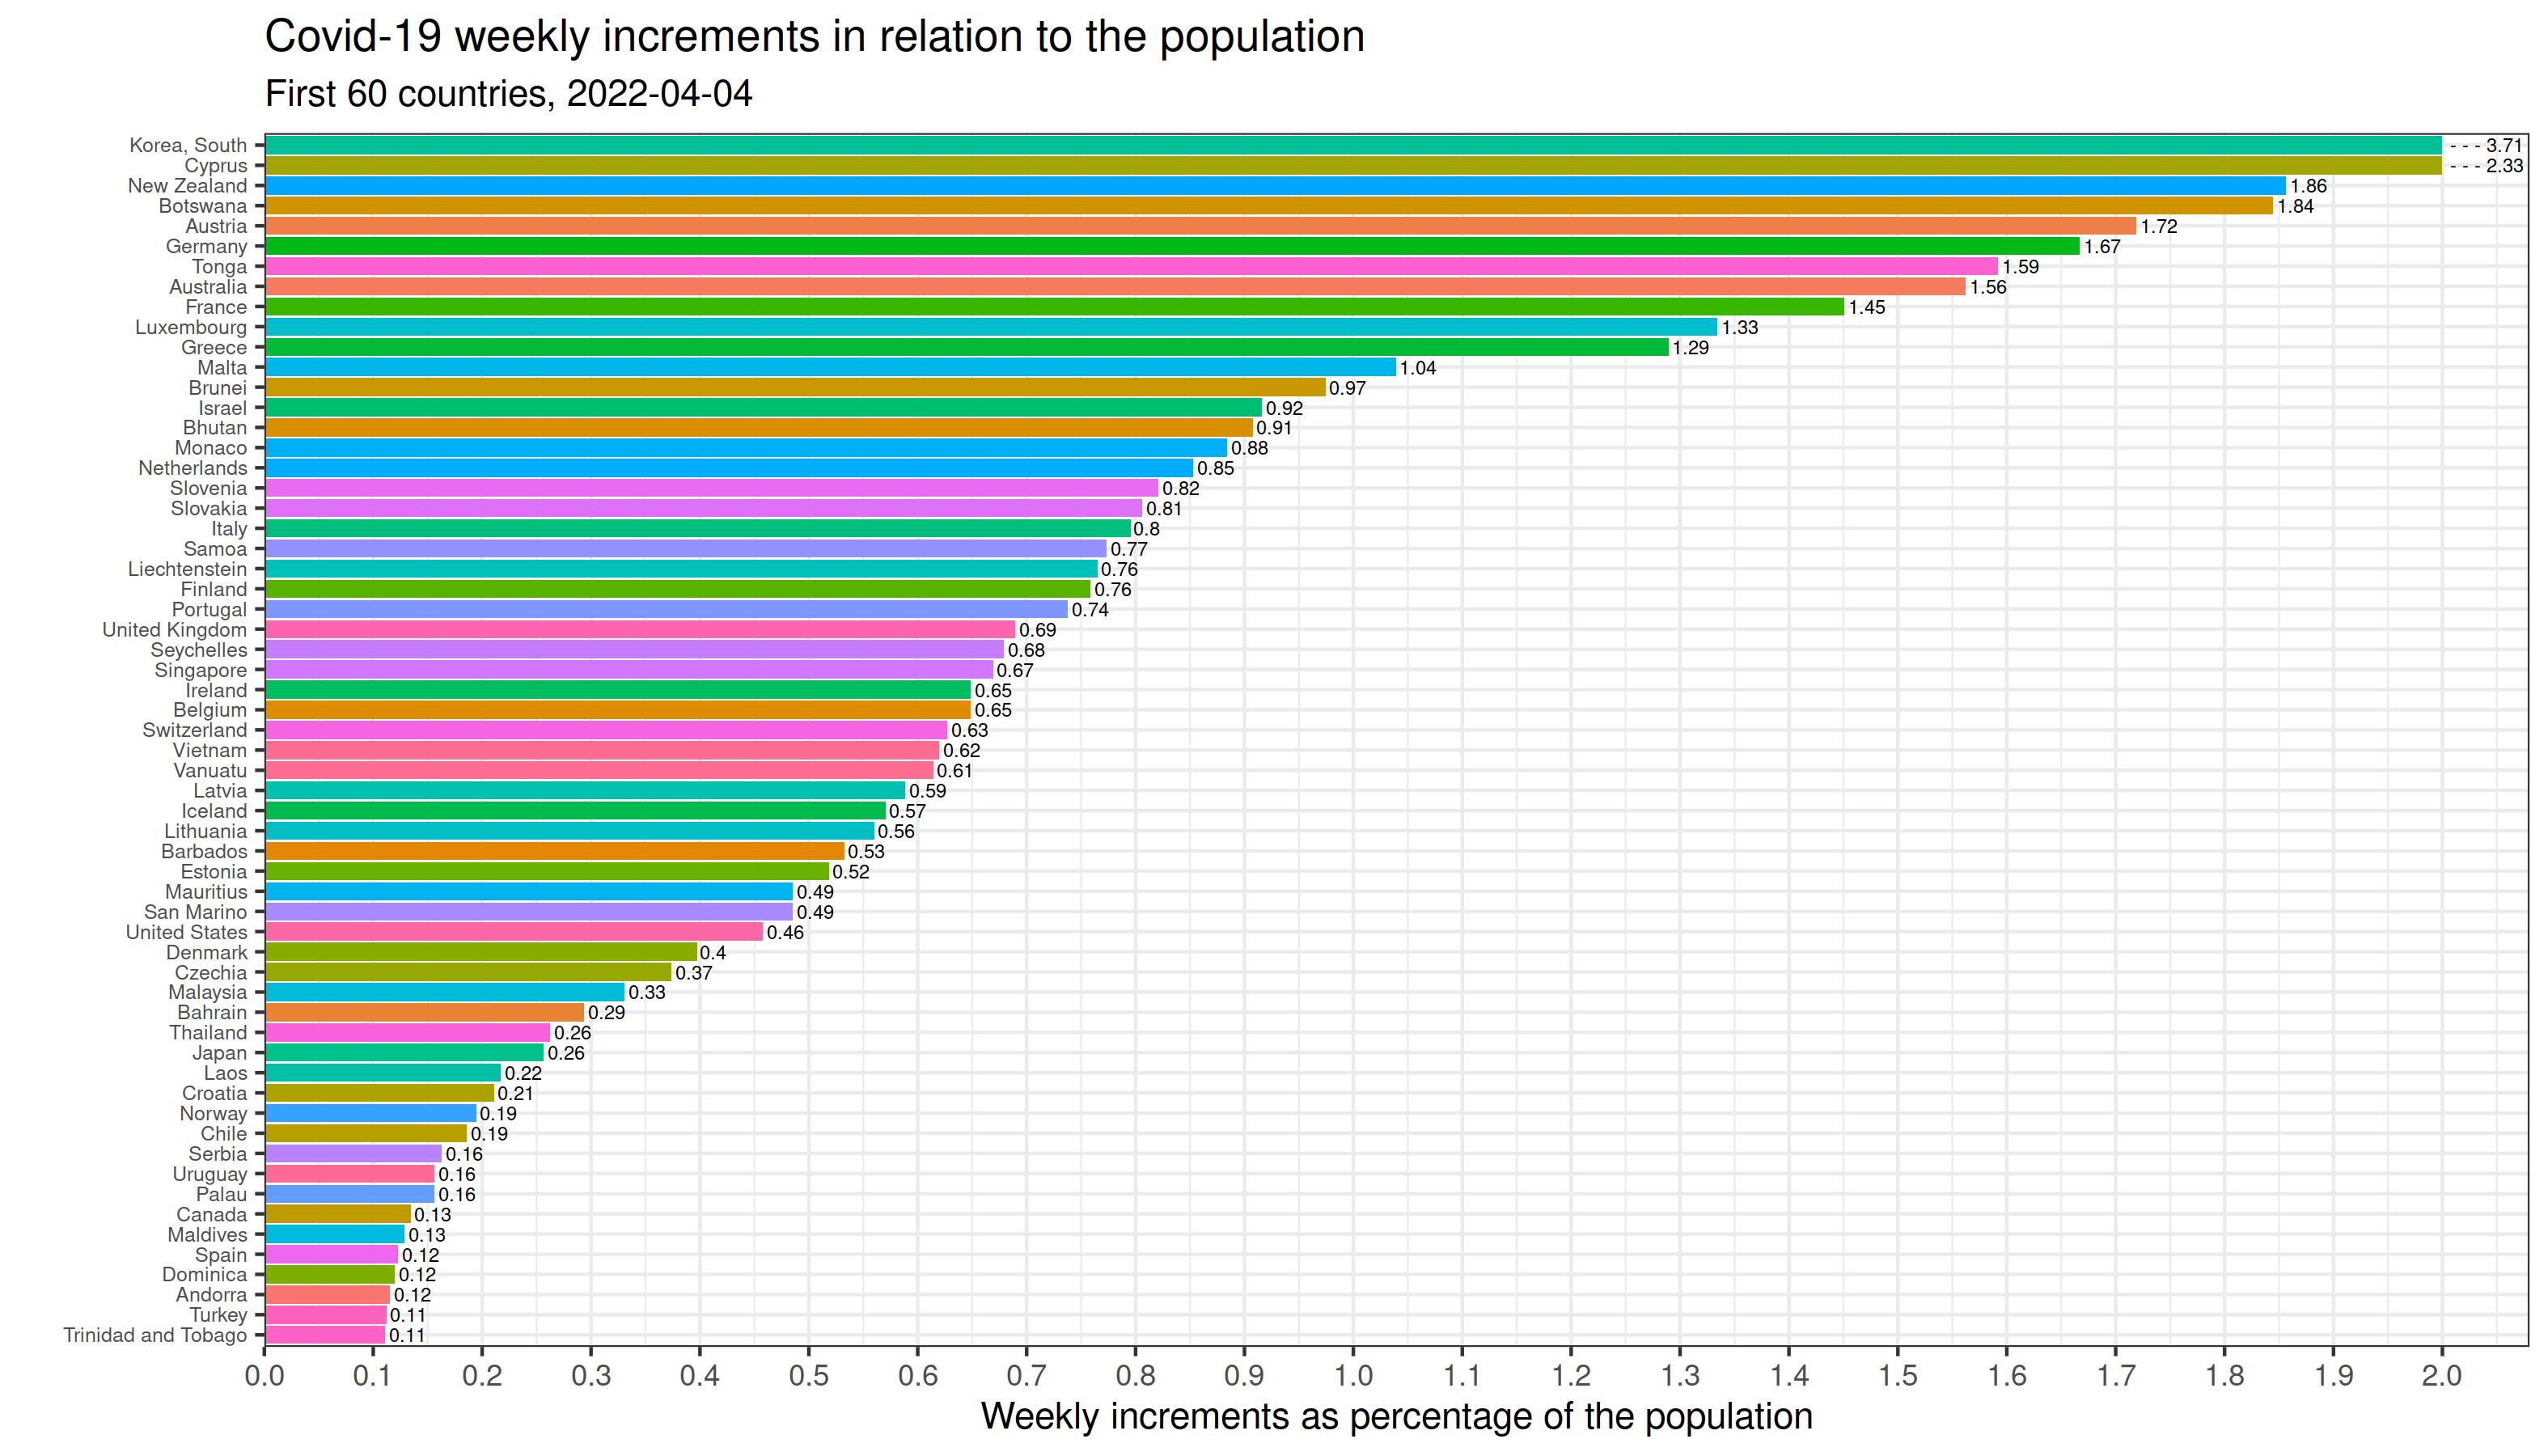 Covid-19 weekly increments in relation to the population
First 60 countries, 2022-04-04
Korea, South - - - 3.71
Cyprus - - - 2.33
New Zealand 1.86
Botswana 1.84
Austria 1.72
Germany 1.67
Tonga 1.59
Australia 1.56
France 1.45
Luxembourg 1.33
Greece 1.29
Malta 1.04
Brunei 0.97
Israel 0.92
Bhutan 0.91
Monaco 0.88
Netherlands 0.85
Slovenia 0.82
Slovakia 0.81
Italy 0.8
Samoa 0.77
Liechtenstein 0.76
Finland 0.76
Portugal 0.74
United Kingdom 0.69
Seychelles 0.68
Singapore 0.67
Ireland 0.65
Belgium 0.65
Switzerland 0.63
Vietnam 0.62
Vanuatu 0.61
Latvia 0.59
Iceland 0.57
Lithuania 0.56
Barbados 0.53
Estonia 0.52
Mauritius 0.49
San Marino 0.49
United States 0.46
Denmark 0.4
Czechia 0.37
Malaysia 0.33
Bahrain 0.29
Thailand 0.26
Japan 0.26
Laos 0.22
Croatia 0.21
Norway 0.19
Chile 0.19
Serbia 0.16
Uruguay 0.16
Palau 0.16
Canada 0.13
Maldives 0.13
Spain 0.12
Dominica 0.12
Andorra 0.12
Turkey 0.11
Trinidad and Tobago 0.11
0.0 0.1 0.2 0.3 0.4 0.5 0.6 0.7 0.8 0.9 1.0 1.1 1.2 1.3 1.4 1.5 1.6 1.7 1.8 1.9 2.0
Weekly increments as percentage of the population